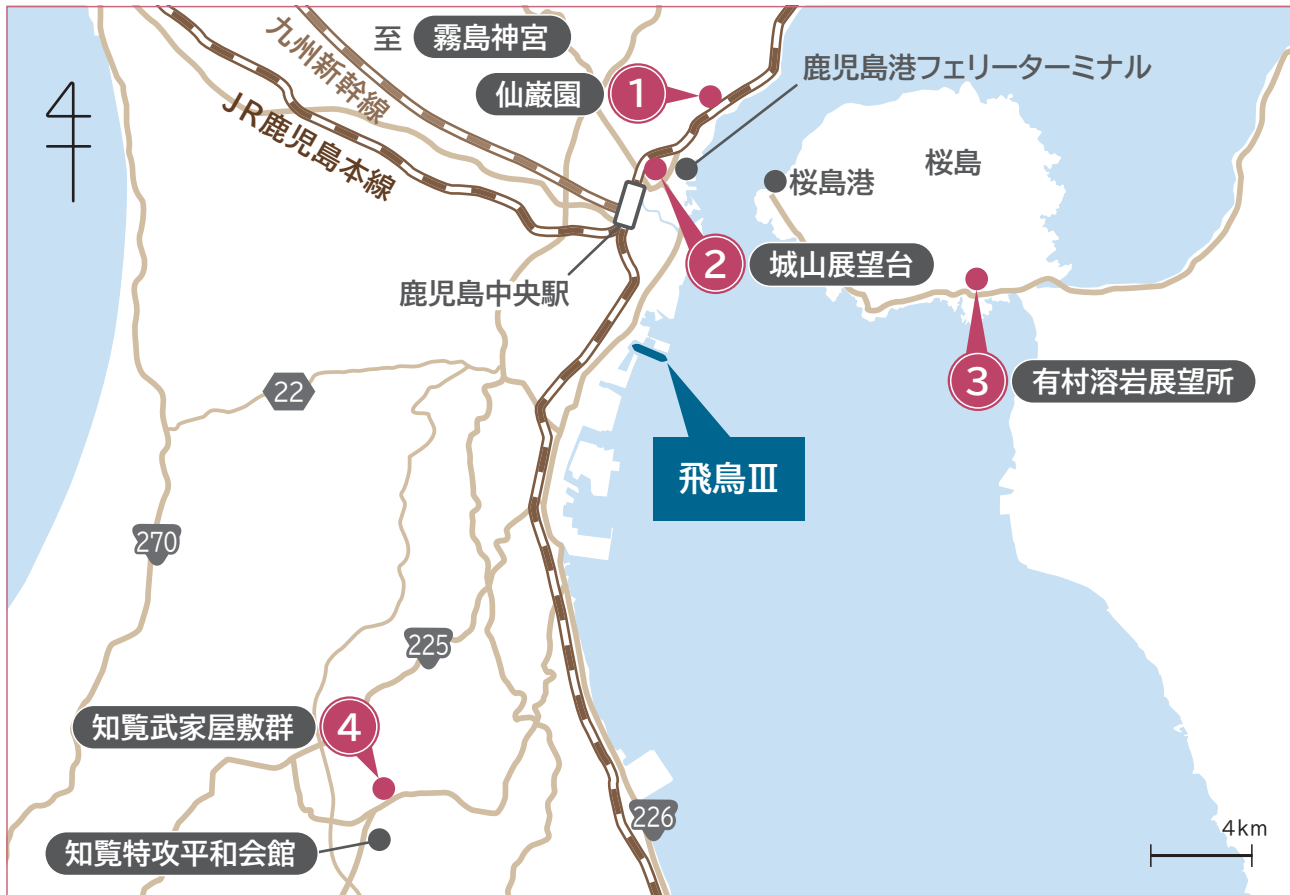 至 霧島神宮
九州新幹線
JR鹿児島本線
仙巌園
1
鹿児島港フェリーターミナル
桜島
桜島港
2
城山展望台
鹿児島中央駅
3
有村溶岩展望所
22
飛鳥Ⅲ
270
225
知覧武家屋敷群
4
226
知覧特攻平和会館
4km